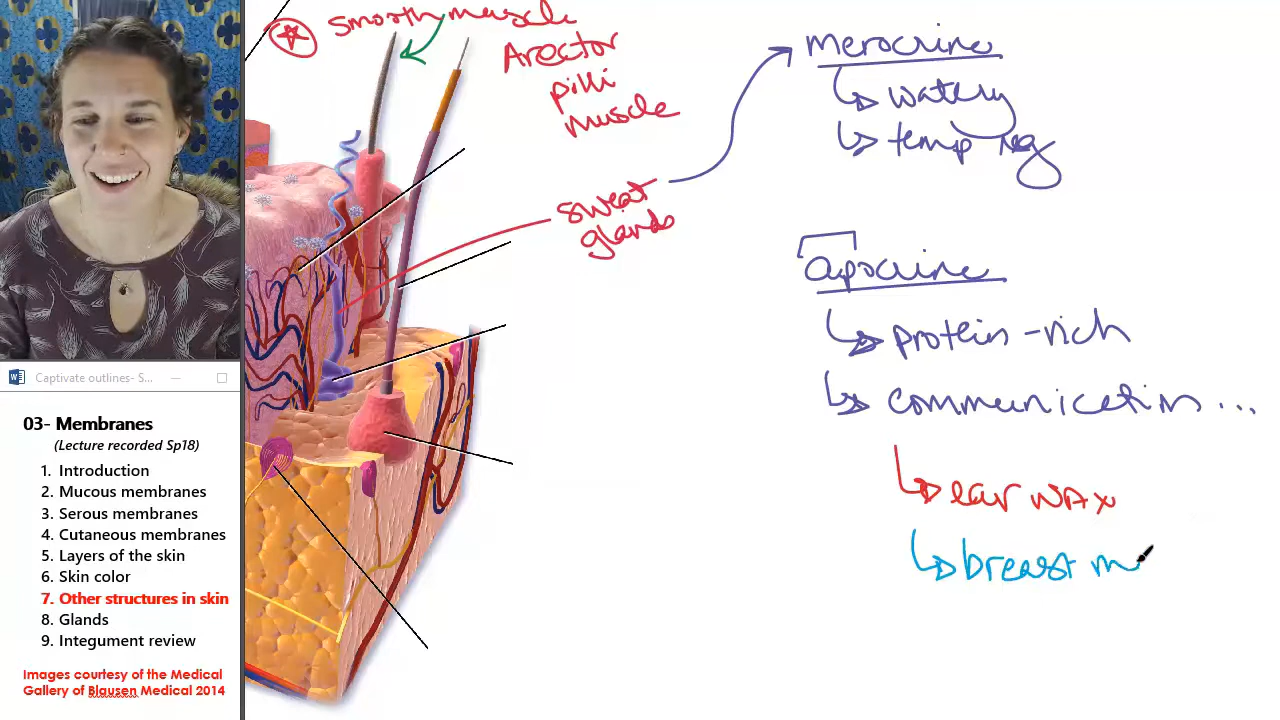 smooth muscle
Arector
pilli
muscle
sweat
glands
merocrine
watery
temp reg
apocrine
protein-rich
communication...
ear wax
breast m
Captivate outlines- S...
03- Membranes
(Lecture recorded Sp18)
1. Introduction
2. Mucous membranes
3. Serous membranes
4. Cutaneous membranes
5. Layers of the skin
6. Skin color
7. Other structures in skin
8. Glands
9. Integument review
Images courtesy of the Medical
Gallery of Blausen Medical 2014